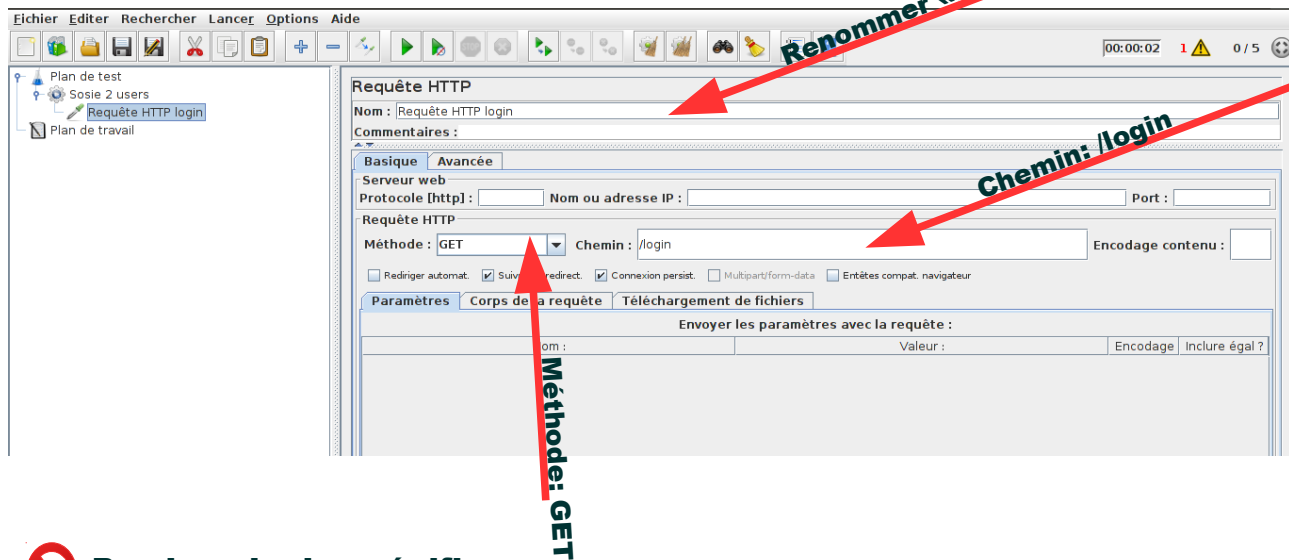 Fichier Editer Rechercher Lancer Options Aide
Renommer
00:00:02 1 0 / 5
Plan de test
Sosie 2 users
Requête HTTP login
Plan de travail
Requête HTTP
Nom : Requête HTTP login
Commentaires :
Chemin: /login
Basique Avancée
Serveur web
Protocole [http] : Nom ou adresse IP : Port :
Requête HTTP
Méthode : GET Chemin : /login Encodage contenu :
Rediriger automat. redirect. Connexion persist. Multipart/form-data Entêtes compat. navigateur
Paramètres Corps de la requête Téléchargement de fichiers
Envoyer les paramètres avec la requête :
Valeur : Encodage Inclure égal ?
Méthode: GET